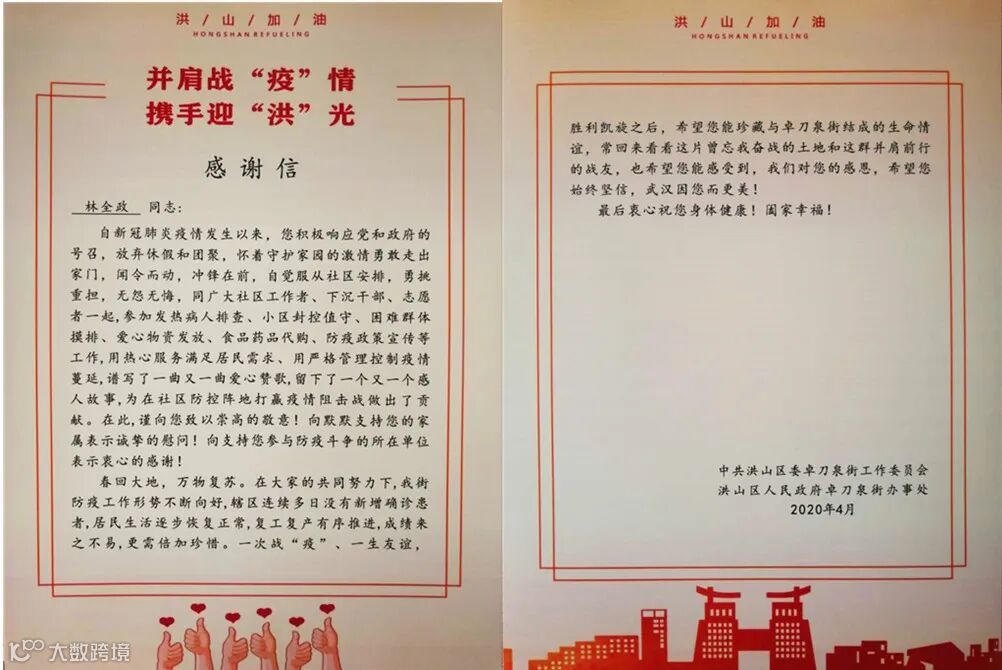 洪/山/加/油
HONGSHAN REFUELING
并肩战“疫”情
携手迎“洪”光
感谢信
林全政 同志：
自新冠肺炎疫情发生以来，您积极响应党和政府的
号召，放弃休假和团聚，怀着守护家园的激情勇敢走出
家门，闻令而动，冲锋在前，自觉服从社区安排，勇挑
重担，无怨无悔，同广大社区工作者、下沉干部、志愿
者一起，参加发热病人排查、小区封控值守、困难群体
摸排、爱心物资发放、食品药品代购、防疫政策宣传等
工作，用热心服务满足居民需求、用严格管理控制疫情
蔓延，谱写了一曲又一曲爱心赞歌，留下了一个又一个感
人故事，为在社区防控阵地打赢疫情阻击战做出了贡
献。在此，谨向您致以崇高的敬意！向默默支持您的家
属表示诚挚的慰问！向支持您参与防疫斗争的所在单位
表示衷心的感谢！
春回大地，万物复苏。在大家的共同努力下，我街
防疫工作形势不断向好，辖区连续多日没有新增确诊患
者，居民生活逐步恢复正常，复工复产有序推进，成绩来
之不易，更需倍加珍惜。一次战“疫”、一生友谊，
大数跨境
洪/山/加/油
HONGSHAN REFUELING
胜利凯旋之后，希望您能珍藏与卓刀泉街结成的生命情
谊，常回来看看这片曾忘我奋战的土地和这群并肩前行
的战友，也希望您能感受到，我们对您的感恩，希望您
始终坚信，武汉因您而更美！
最后衷心祝您身体健康！阖家幸福！
中共洪山区委卓刀泉街工作委员会
洪山区人民政府卓刀泉街办事处
2020年4月